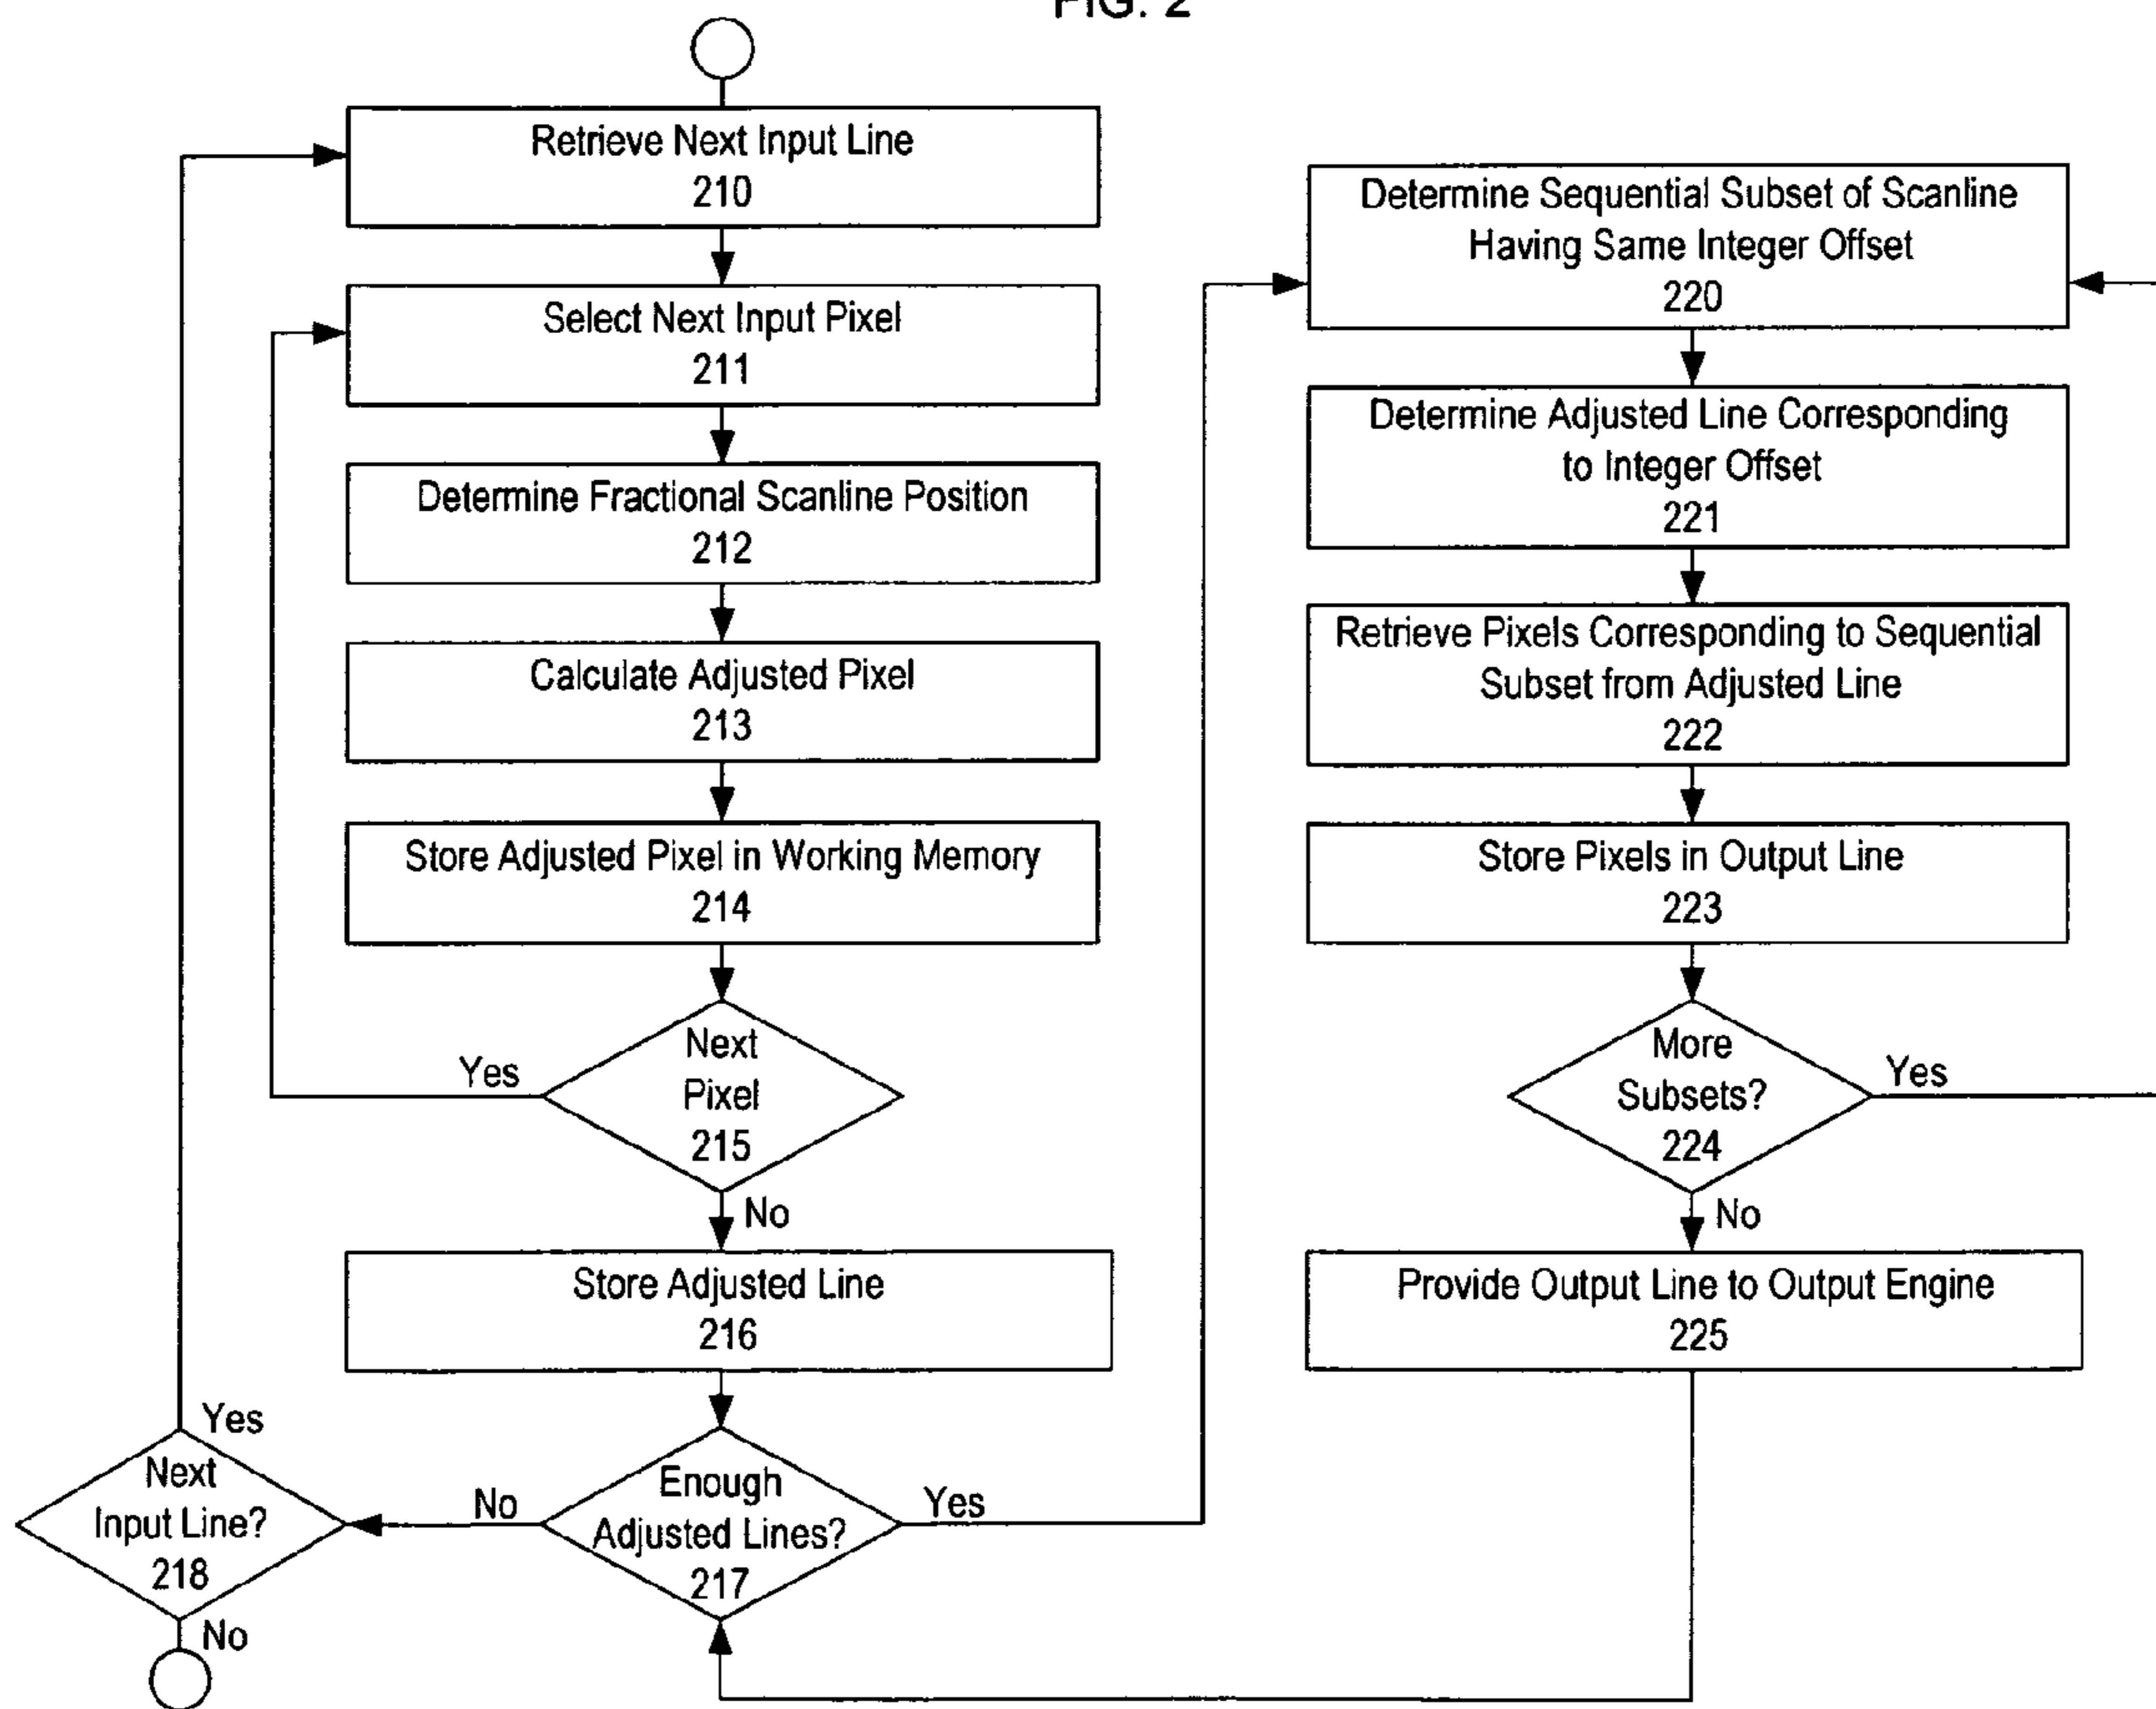 FIG. 2
Retrieve Next Input Line
210
Select Next Input Pixel
211
Determine Fractional Scanline Position
212
Calculate Adjusted Pixel
213
Store Adjusted Pixel in Working Memory
214
Next
Pixel
215
Yes
No
Store Adjusted Line
216
Enough
Adjusted Lines?
217
No
Yes
Next
Input Line?
218
Yes
No
Determine Sequential Subset of Scanline
Having Same Integer Offset
220
Determine Adjusted Line Corresponding
to Integer Offset
221
Retrieve Pixels Corresponding to Sequential
Subset from Adjusted Line
222
Store Pixels in Output Line
223
More
Subsets?
224
Yes
No
Provide Output Line to Output Engine
225